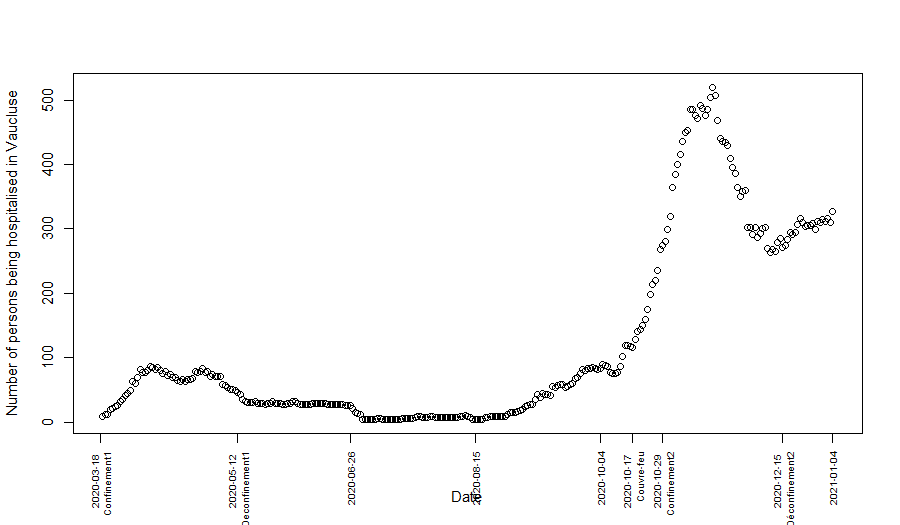 Number of persons being hospitalised in Vaucluse
500
400
300
200
100
0
2020-03-18
Confinement1
2020-05-12
Déconfinement1
2020-06-26
2020-08-15
2020-10-04
2020-10-17
Couvre-feu
2020-10-29
Confinement2
2020-12-15
Déconfinement2
2021-01-04
Date